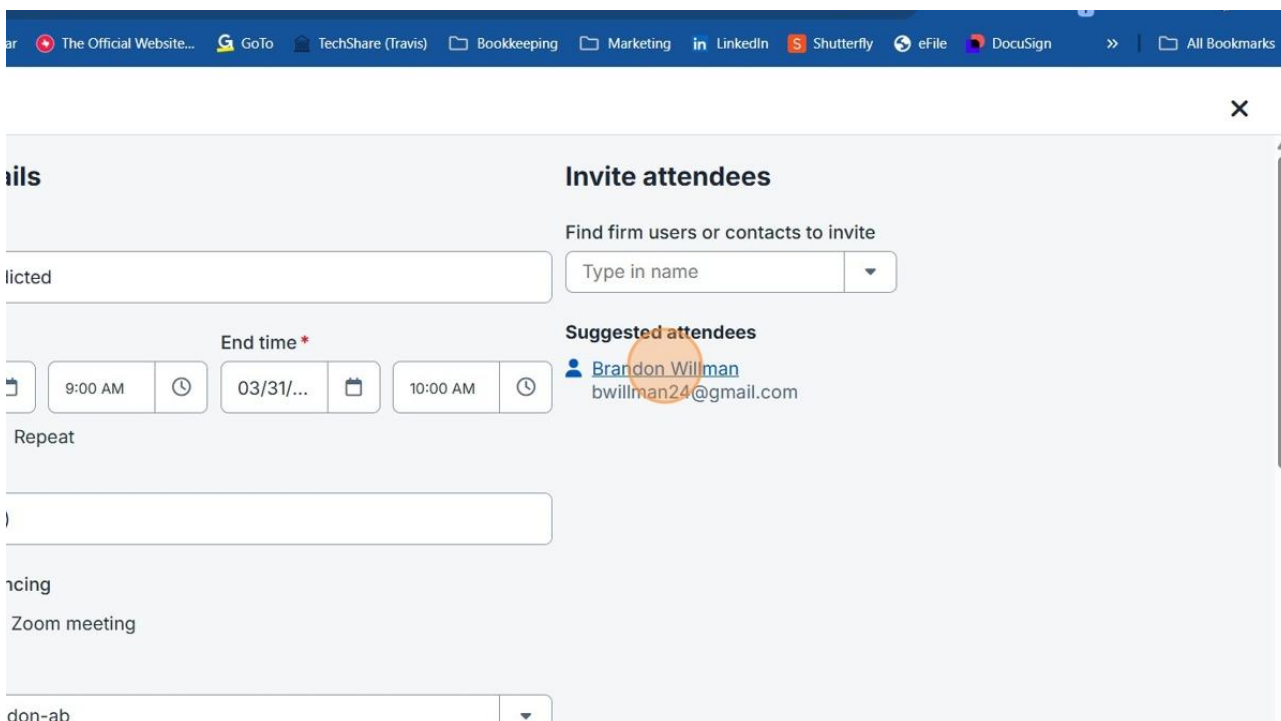 ar The Official Website... GoTo TechShare (Travis) Bookkeeping Marketing LinkedIn Shutterfly eFile DocuSign » All Bookmarks
ails
Invite attendees
Find firm users or contacts to invite
Type in name
licted
Suggested attendees
Brandon Willman
bwillman24@gmail.com
End time *
9:00 AM 03/31/... 10:00 AM
Repeat
)
ncing
Zoom meeting
don-ab